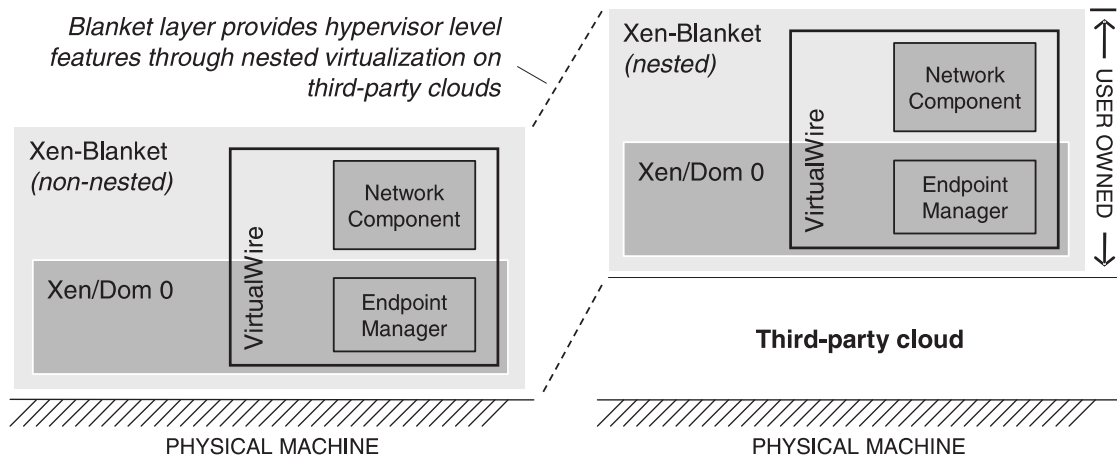 Blanket layer provides hypervisor level
features through nested virtualization on
third-party clouds
Xen-Blanket
(non-nested)
Network
Component
VirtualWire
Xen/Dom 0
Endpoint
Manager
PHYSICAL MACHINE
Xen-Blanket
(nested)
Network
Component
VirtualWire
Xen/Dom 0
Endpoint
Manager
USER OWNED
Third-party cloud
PHYSICAL MACHINE